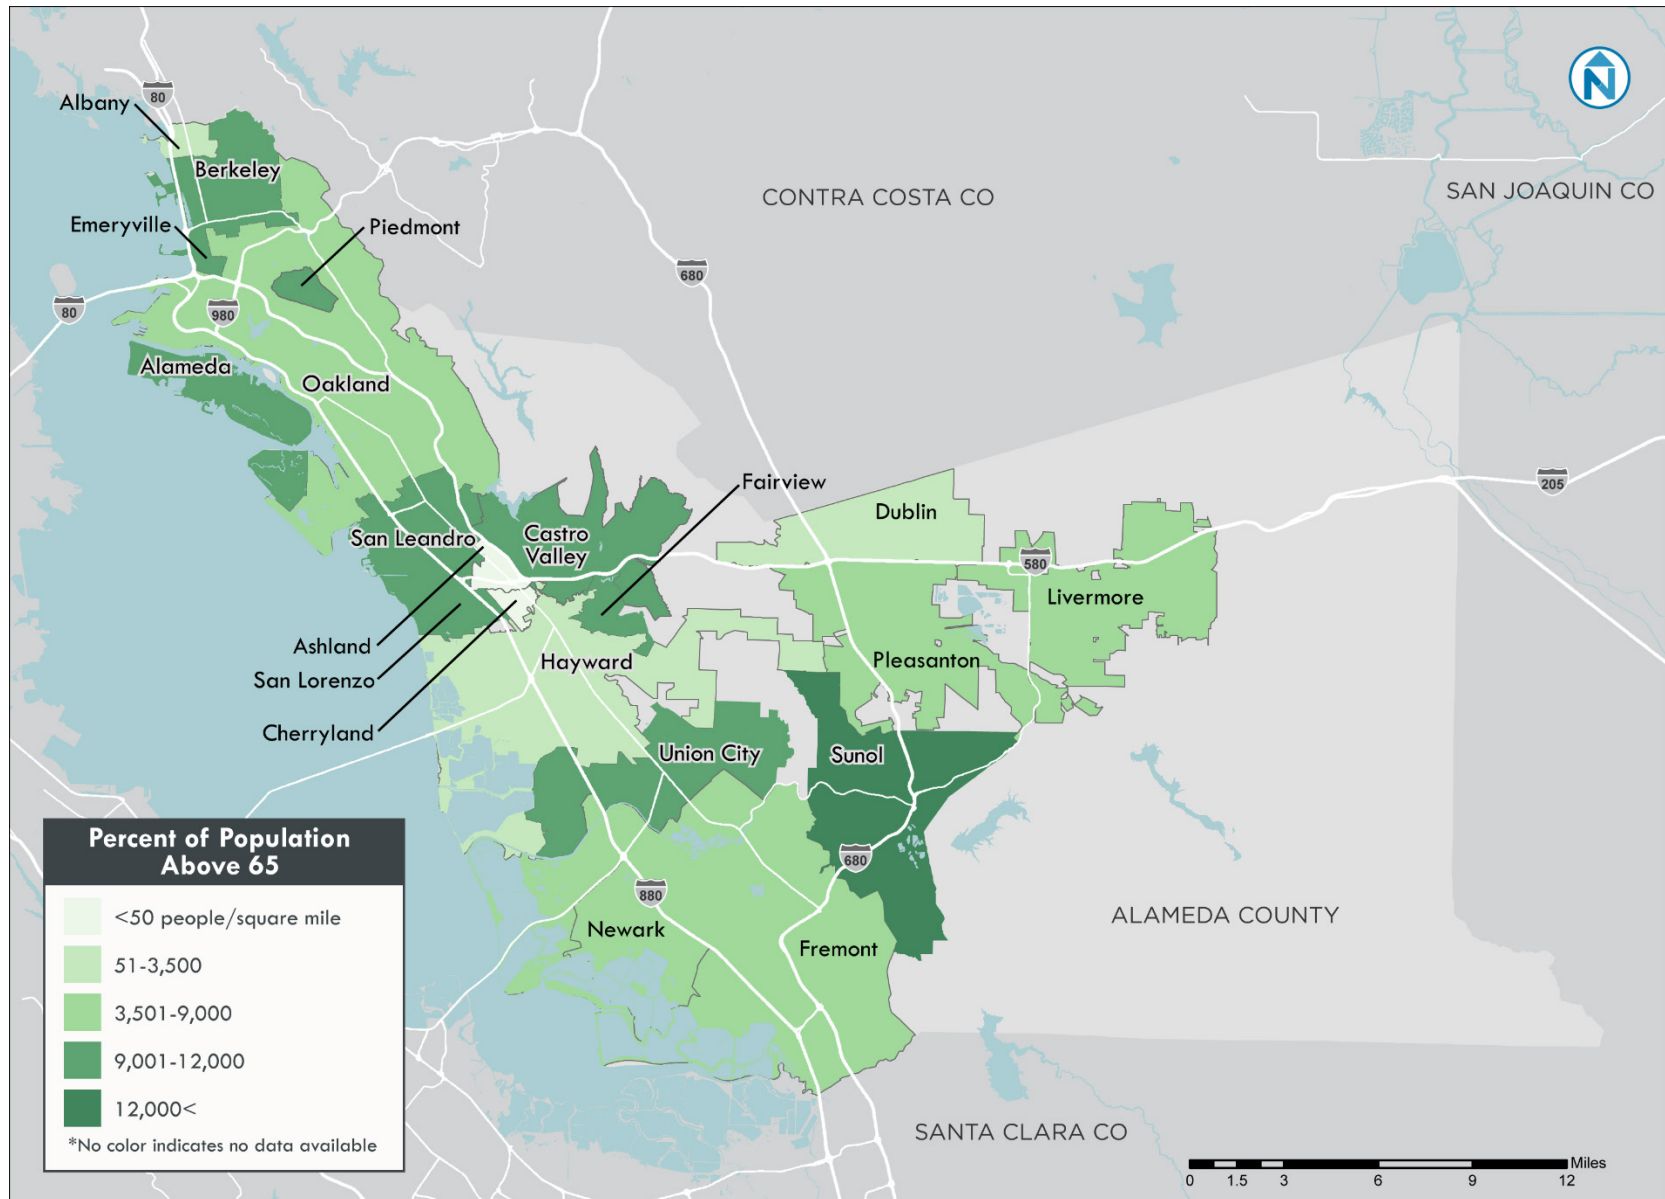 80
Albany
N
Berkeley
CONTRA COSTA CO
SAN JOAQUIN CO
Emeryville
Piedmont
680
80
980
Alameda
Oakland
Fairview
205
Dublin
San Leandro
Castro
Valley
580
Livermore
Ashland
Hayward
Pleasanton
San Lorenzo
Cherryland
Union City
Sunol
Percent of Population
Above 65
<50 people/square mile
51-3,500
3,501-9,000
9,001-12,000
12,000<
*No color indicates no data available
680
880
Newark
Fremont
ALAMEDA COUNTY
SANTA CLARA CO
Miles
0 1.5 3 6 9 12